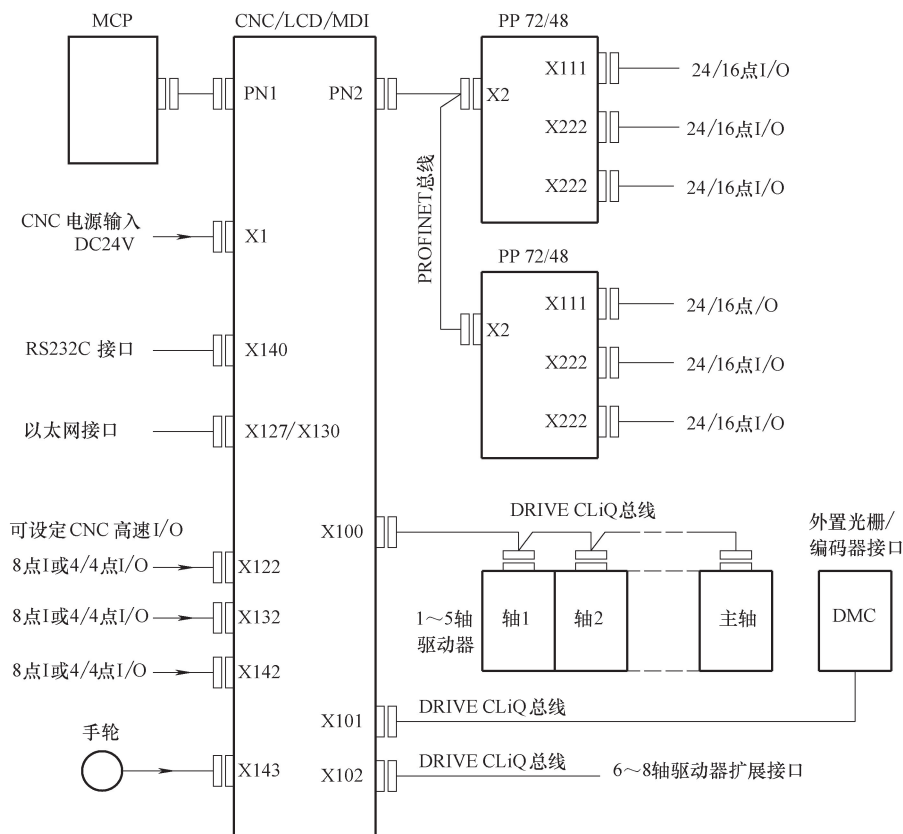 MCP
CNC/LCD/MDI
PP 72/48
PN1
PN2
X2
X111
24/16点I/O
X222
24/16点I/O
X222
24/16点I/O
PROFINET总线
CNC 电源输入
DC24V
X1
PP 72/48
X2
X111
24/16点/O
X222
24/16点I/O
X222
24/16点I/O
RS232C 接口
X140
以太网接口
X127/X130
可设定CNC 高速I/O
8点I或4/4点I/O
X122
8点I或4/4点I/O
X132
8点I或4/4点I/O
X142
手轮
X143
X100
DRIVE CLiQ总线
1～5轴
驱动器
轴1
轴2
主轴
外置光栅/
编码器接口
DMC
X101
DRIVE CLiQ总线
X102
DRIVE CLiQ总线
6～8轴驱动器扩展接口